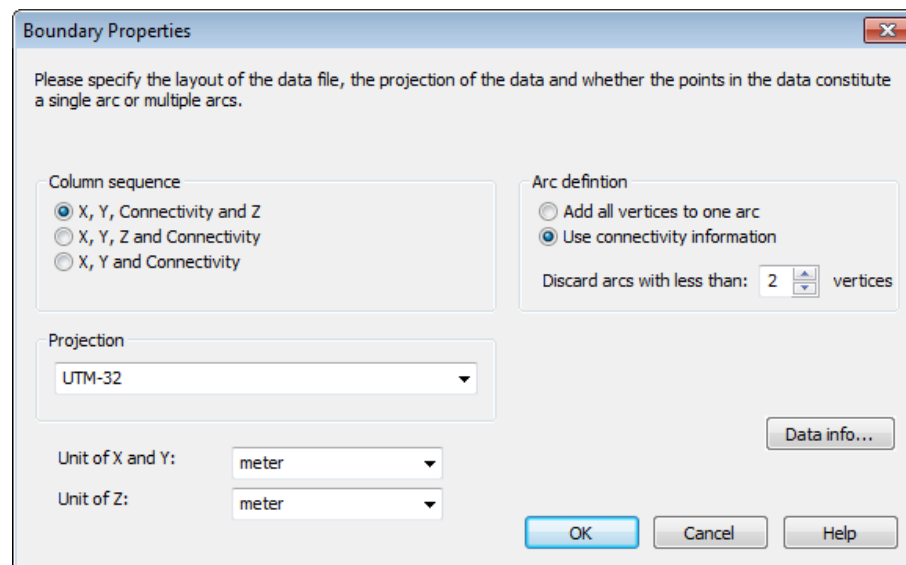 Boundary Properties
Please specify the layout of the data file, the projection of the data and whether the points in the data constitute
a single arc or multiple arcs.
Column sequence
X, Y, Connectivity and Z
X, Y, Z and Connectivity
X, Y and Connectivity
Arc defintion
Add all vertices to one arc
Use connectivity information
Discard arcs with less than: 2 vertices
Projection
UTM-32
Data info...
Unit of X and Y: meter
Unit of Z: meter
OK Cancel Help